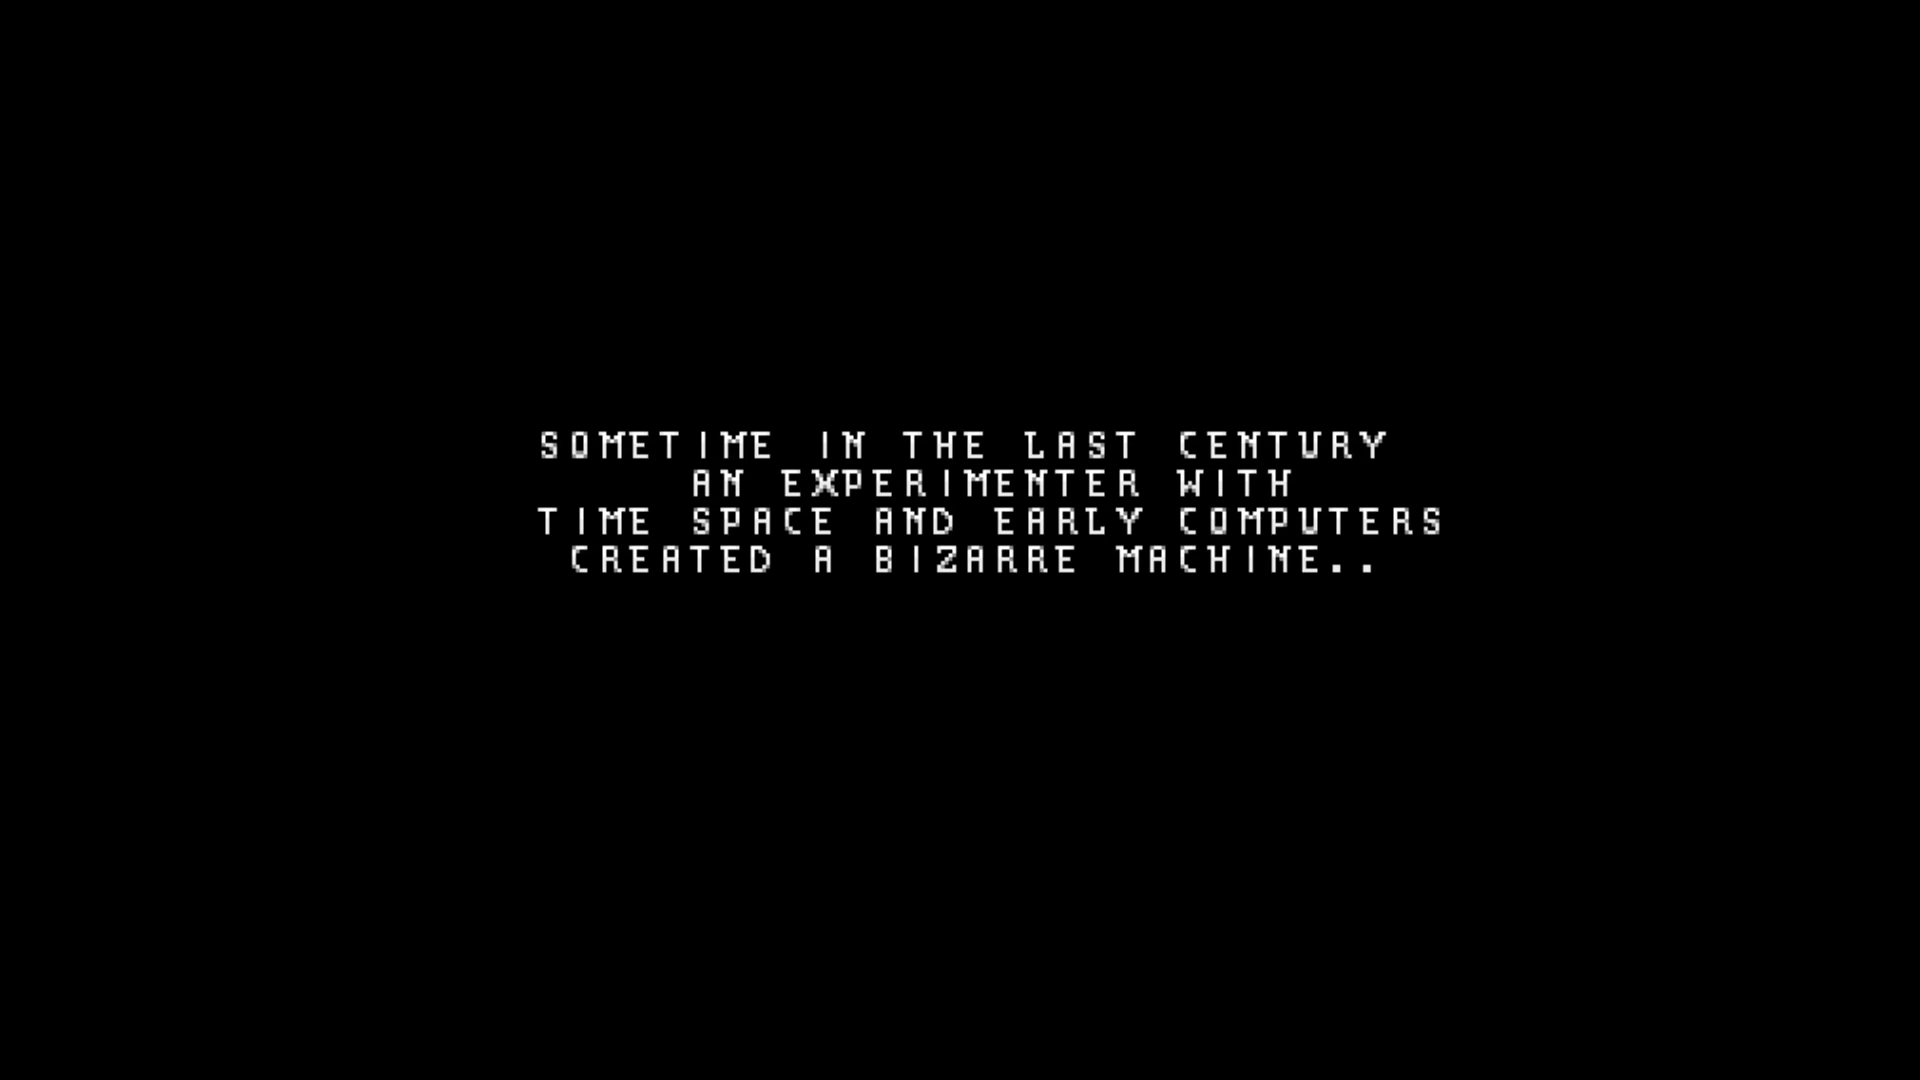 SOMETIME IN THE LAST CENTURY
AN EXPERIMENTER WITH
TIME SPACE AND EARLY COMPUTERS
CREATED A BIZARRE MACHINE..